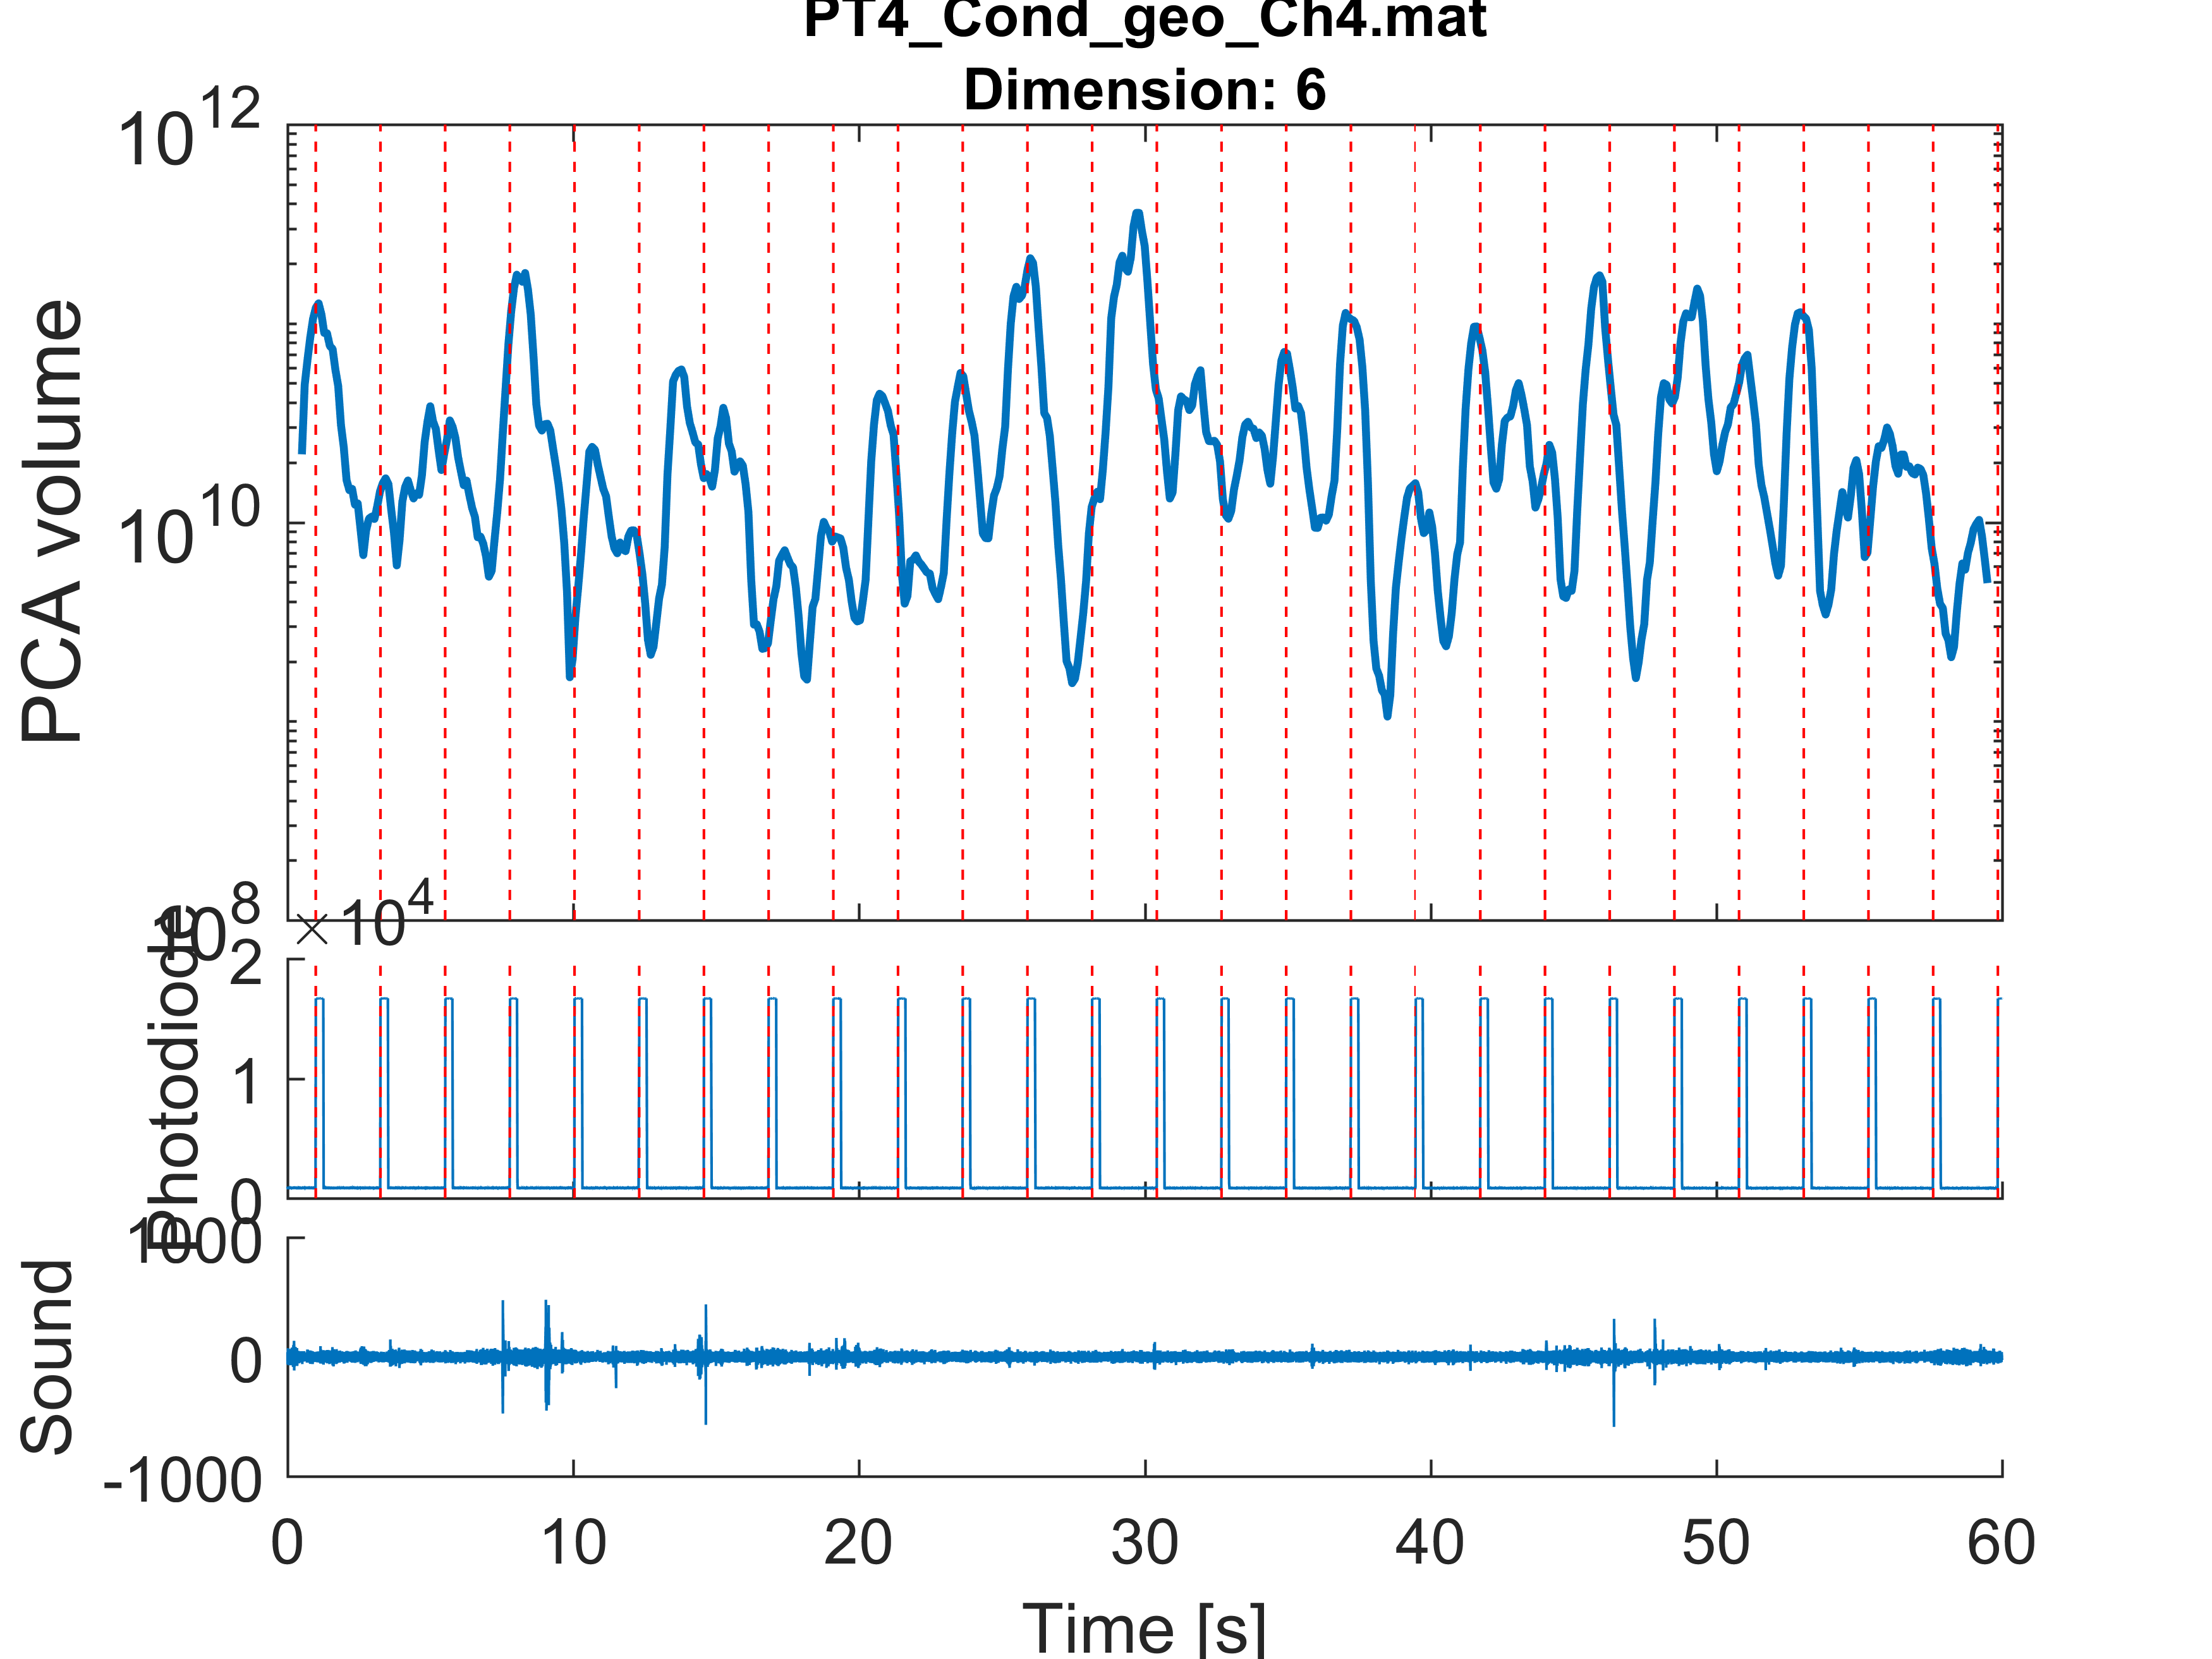 PT4_Cond_geo_Ch4.mat
Dimension: 6
PCA volume
10^12
10^10
10^8
×10^4
Photodiode
2
1
0
Sound
1000
0
-1000
0 10 20 30 40 50 60
Time [s]